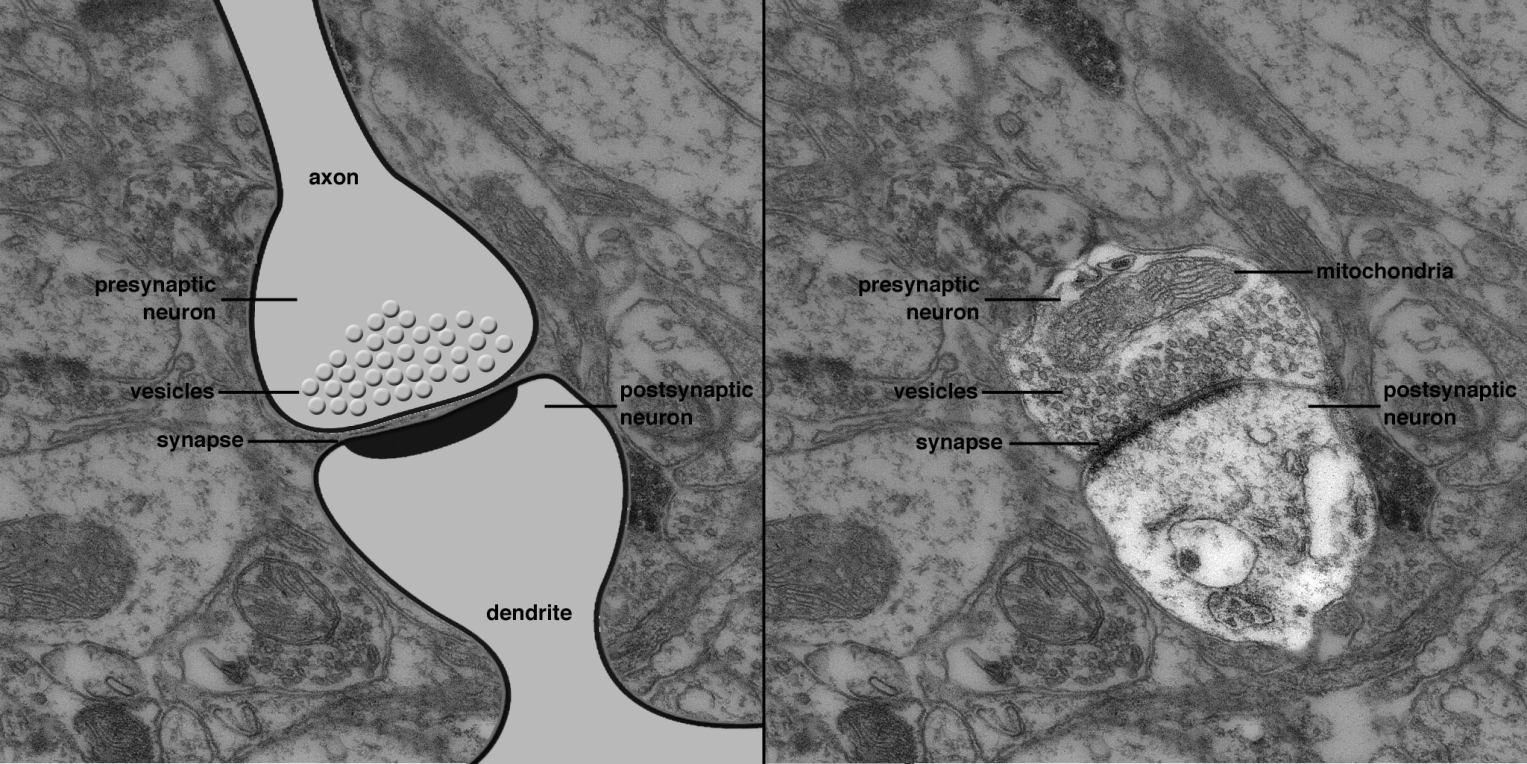 axon
presynaptic
neuron
vesicles
synapse
postsynaptic
neuron
dendrite
presynaptic
neuron
mitochondria
vesicles
synapse
postsynaptic
neuron